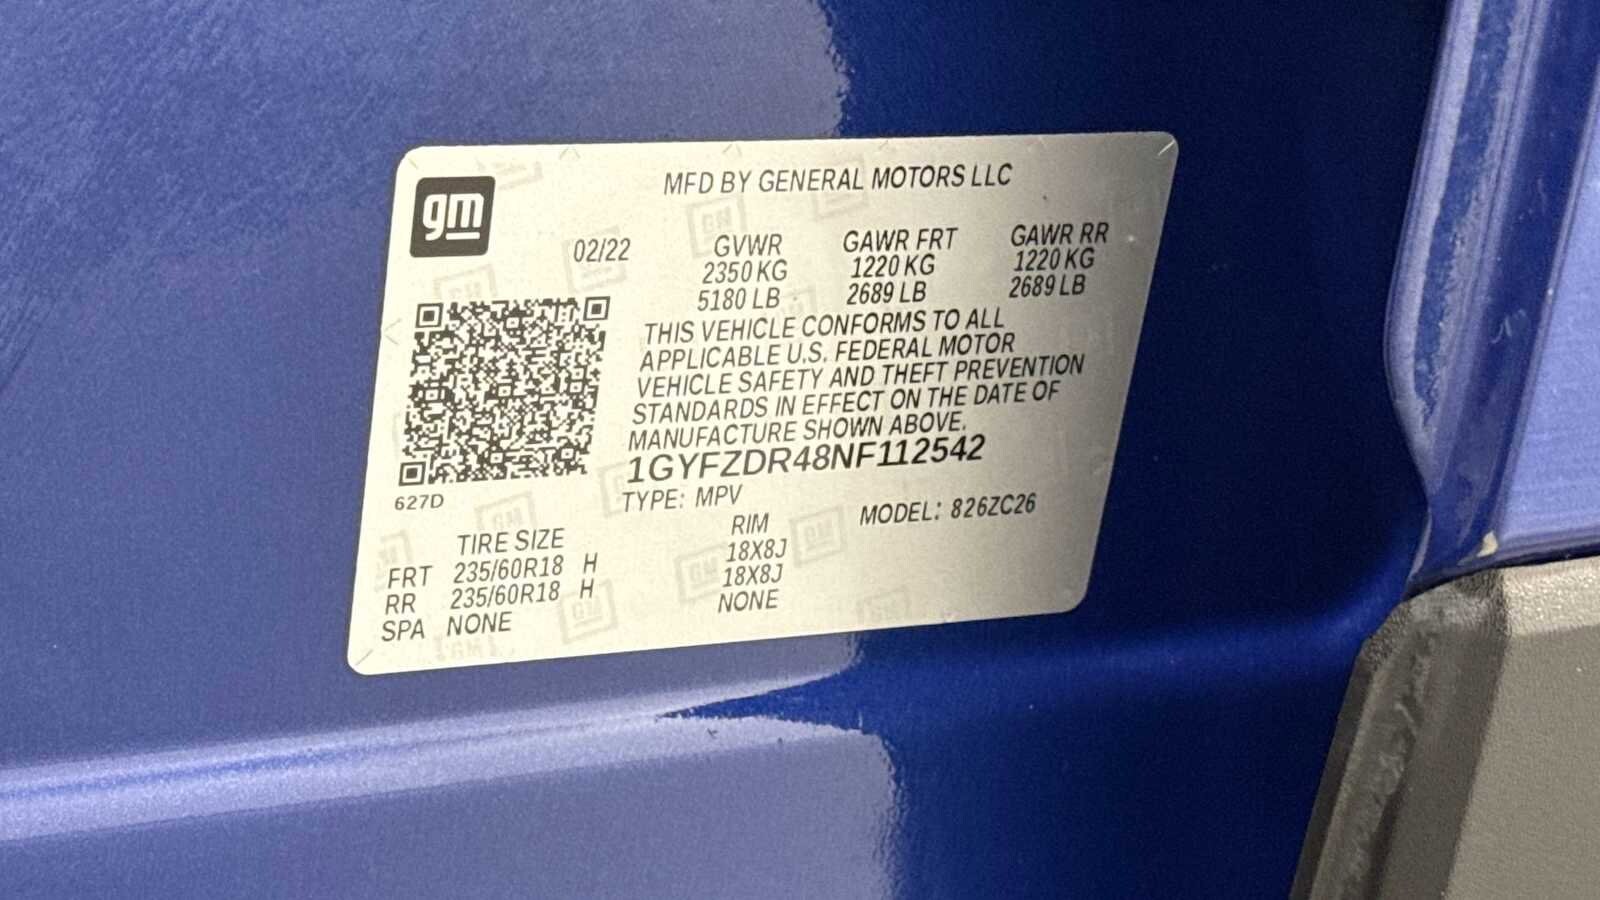 gm
MFD BY GENERAL MOTORS LLC
02/22 GVWR GAWR FRT GAWR RR
2350 KG 1220 KG 1220 KG
5180 LB 2689 LB 2689 LB
THIS VEHICLE CONFORMS TO ALL
APPLICABLE U.S. FEDERAL MOTOR
VEHICLE SAFETY AND THEFT PREVENTION
STANDARDS IN EFFECT ON THE DATE OF
MANUFACTURE SHOWN ABOVE.
1GYFZDR48NF112542
627D
TYPE: MPV MODEL: 826ZC26
TIRE SIZE RIM
FRT 235/60R18 H 18X8J
RR 235/60R18 H 18X8J
SPA NONE NONE